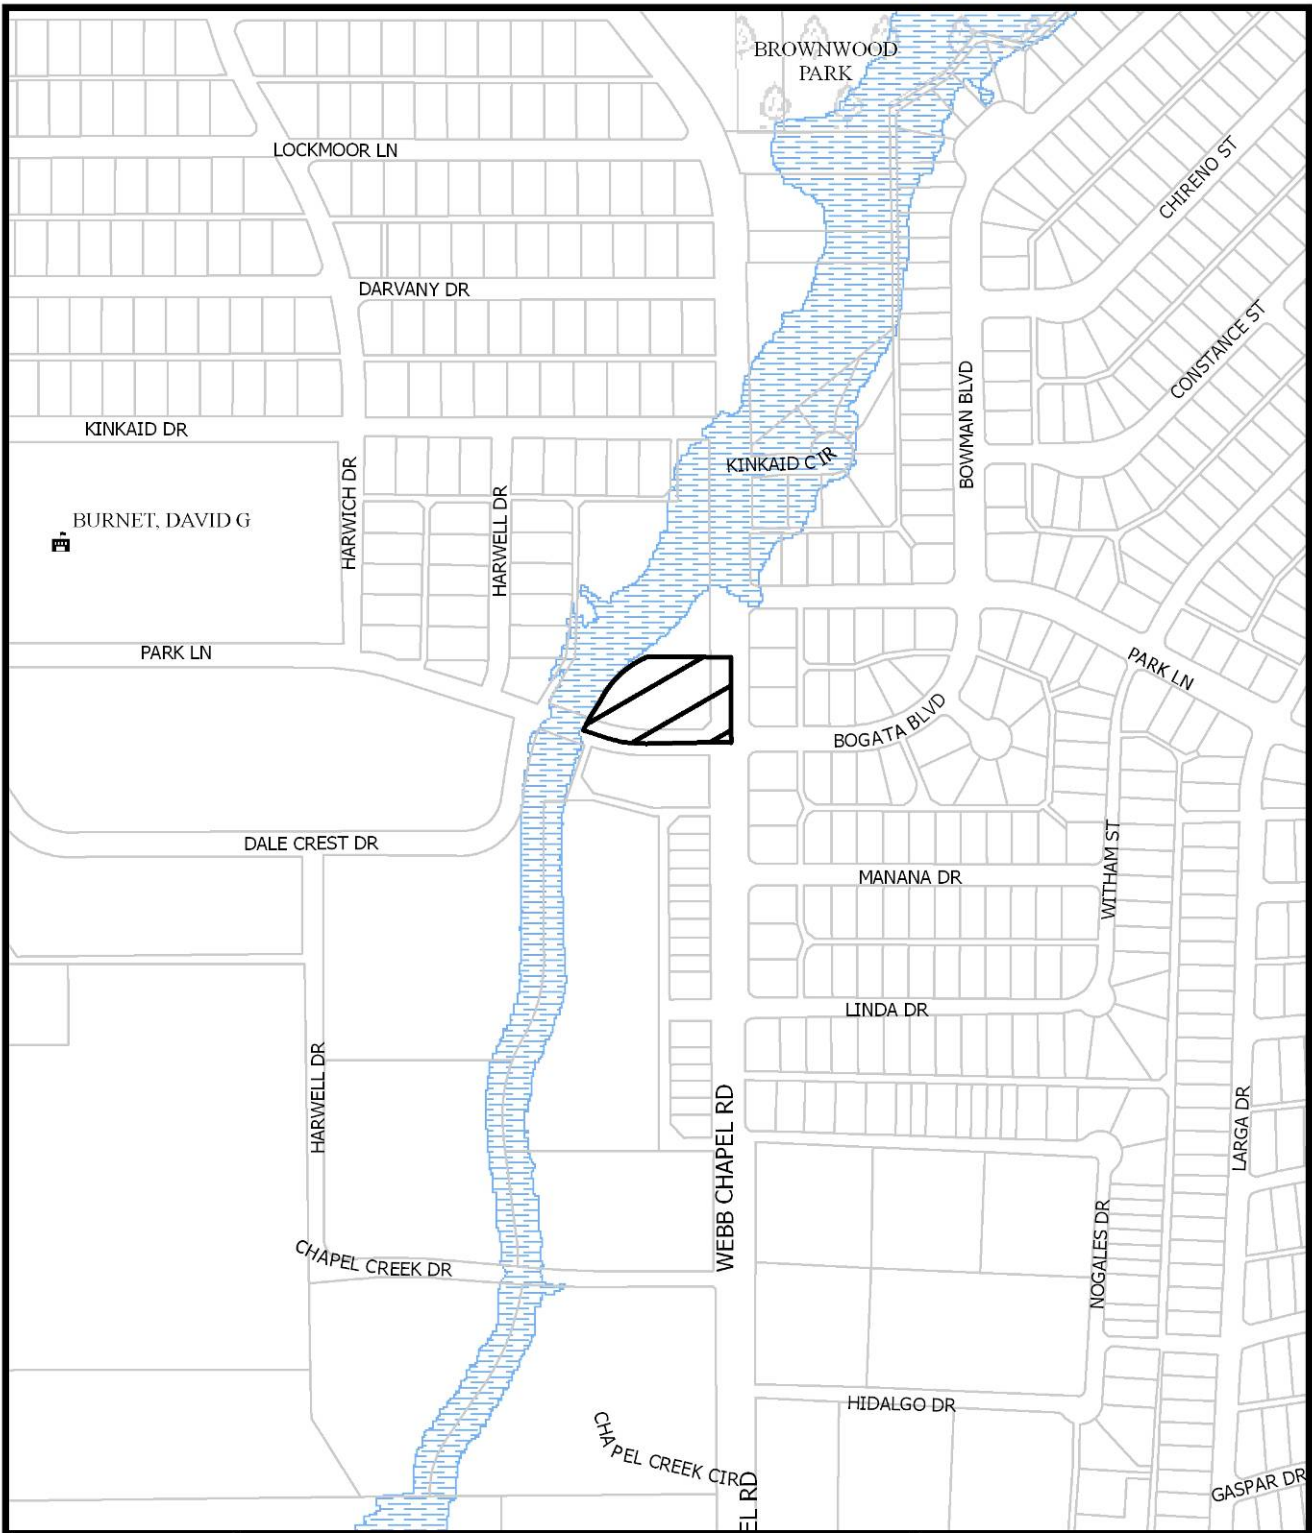 BROWNWOOD
PARK
LOCKMOOR LN
CHIRENO ST
DARVANY DR
CONSTANCE ST
BOWMAN BLVD
KINKAID DR
KINKAID CIR
HARWICH DR
HARWELL DR
BURNET, DAVID G
PARK LN
PARK LN
BOGATA BLVD
DALE CREST DR
MANANA DR
WITHAM ST
LINDA DR
HARWELL DR
WEBB CHAPEL RD
LARGA DR
NOGALES DR
CHAPEL CREEK DR
HIDALGO DR
CHAPEL CREEK CIR
EL RD
GASPAR DR